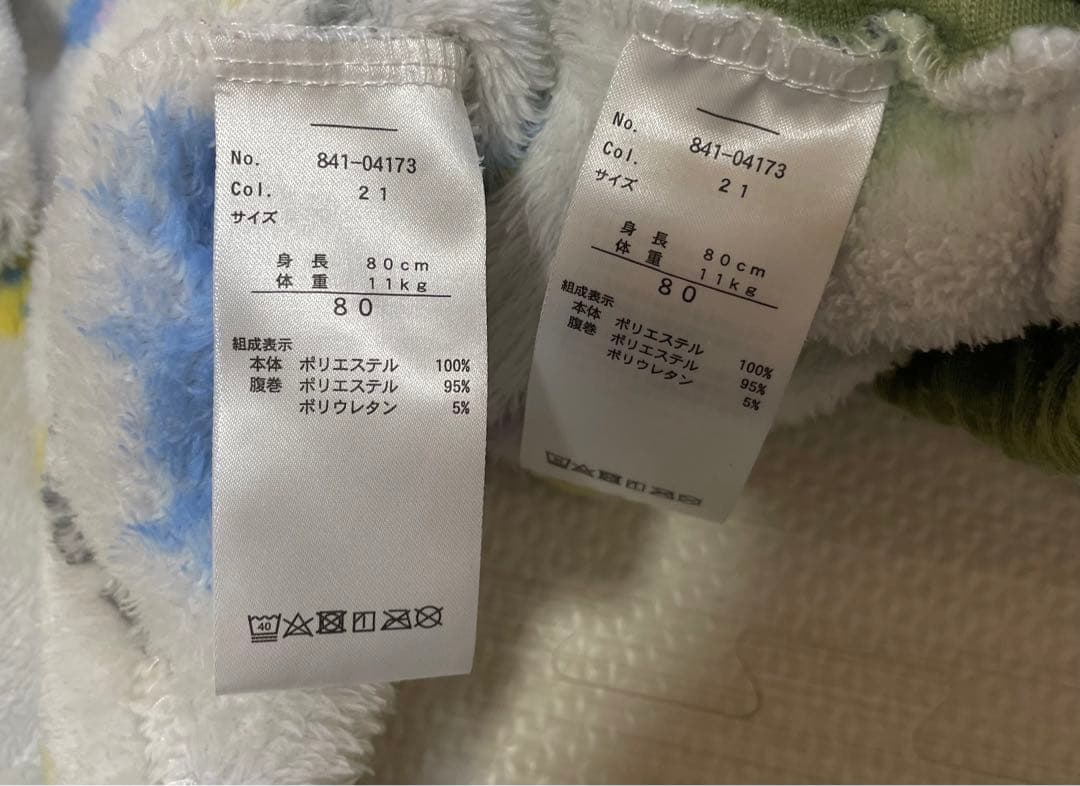 No. 841-04173
Col. 21
サイズ
身長 80cm
体重 11kg
80
組成表示
本体 ポリエステル 100%
腹巻 ポリエステル 95%
ポリウレタン 5%
40
No. 841-04173
Col. 21
サイズ
身長 80cm
体重 11kg
80
組成表示
本体 ポリエステル 100%
腹巻 ポリエステル 95%
ポリウレタン 5%